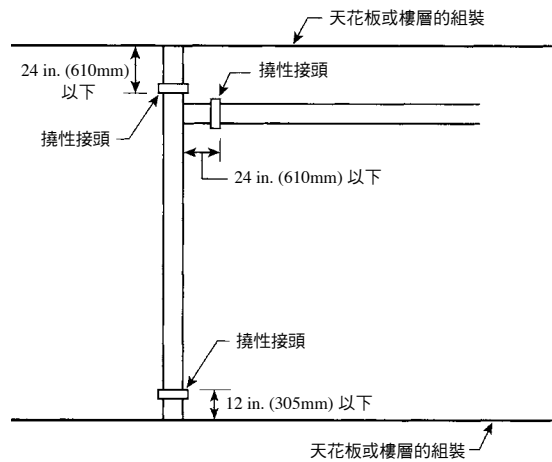 天花板或樓層的組裝
24 in. (610mm)
以下
撓性接頭
撓性接頭
24 in. (610mm) 以下
撓性接頭
12 in. (305mm) 以下
天花板或樓層的組裝